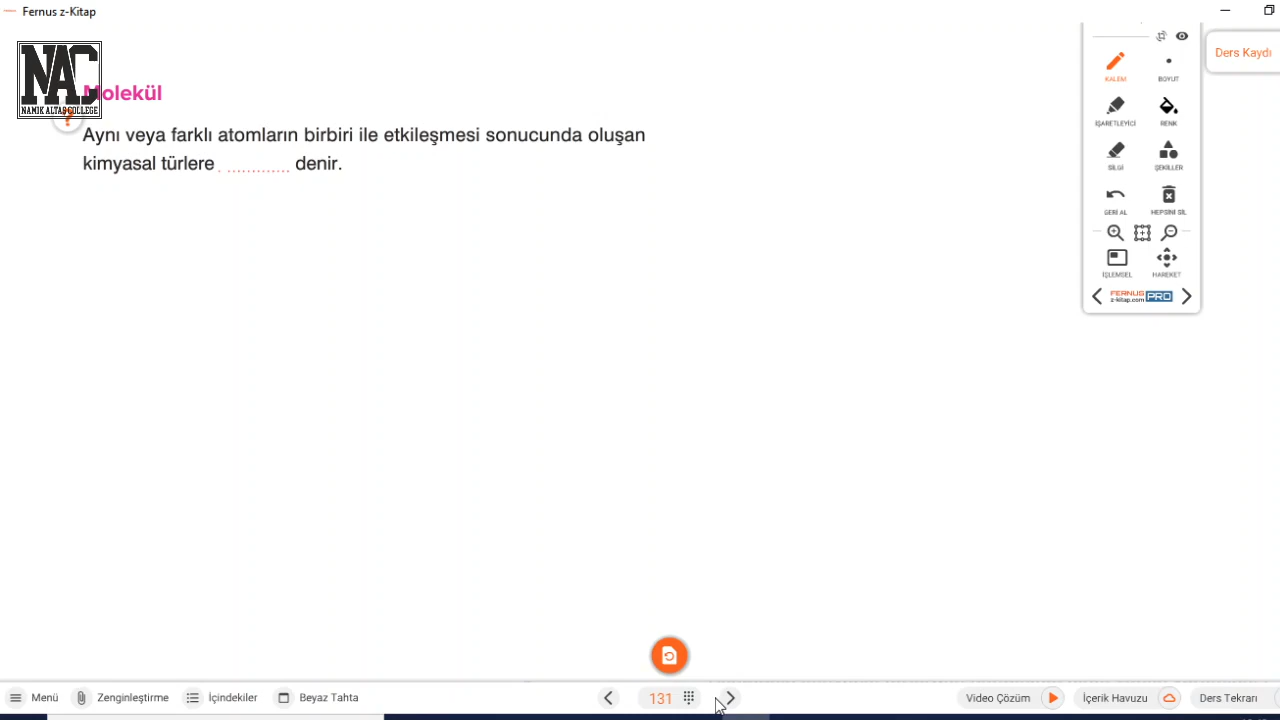 Fernus z-Kitap
Ders Kaydı
NAC
NAMIK ALTAS COLLEGE
Molekül
?
Aynı veya farklı atomların birbiri ile etkileşmesi sonucunda oluşan
kimyasal türlere . ............. denir.
KALEM
BOYUT
İŞARETLEYİCİ
RENK
SİLGİ
ŞEKİLLER
GERİ AL
HEPSİNİ SİL
İŞLEMSEL
HAREKET
FERNUS PRO
z-kitap.com
Menü
Zenginleştirme
İçindekiler
Beyaz Tahta
131
Video Çözüm
İçerik Havuzu
Ders Tekrarı